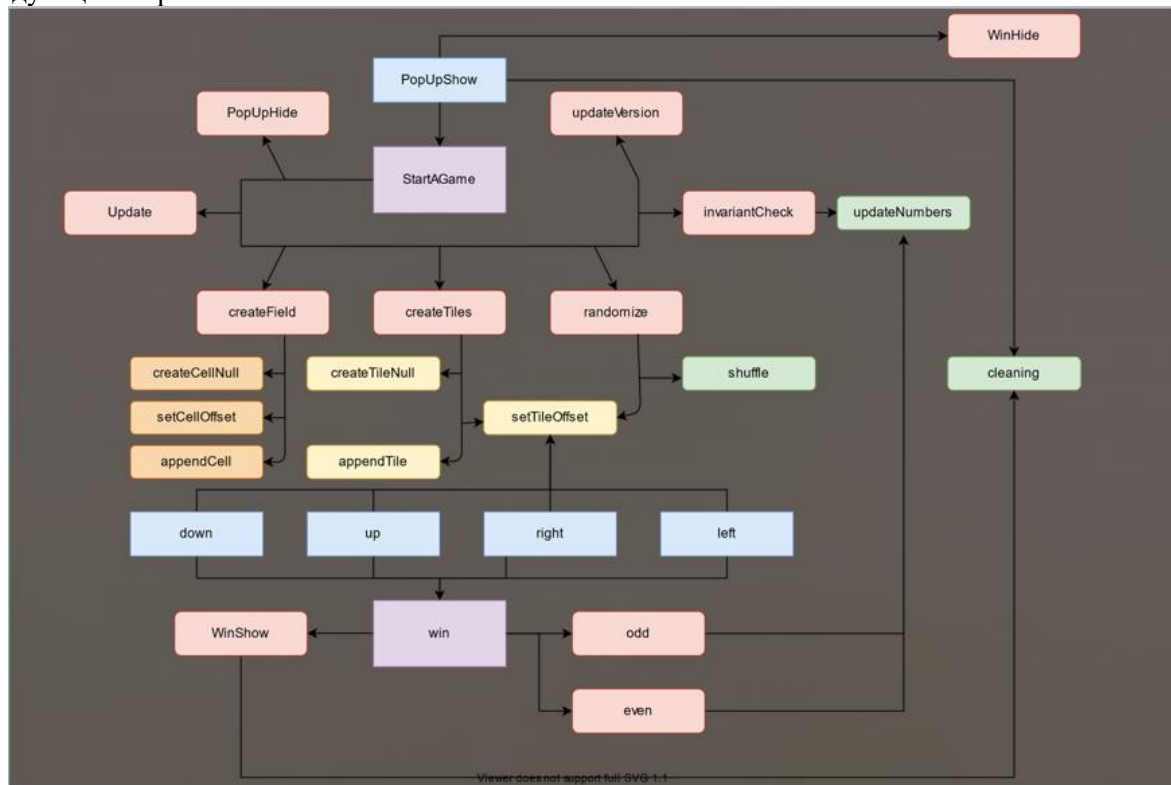 WinHide
PopUpShow
PopUpHide
updateVersion
StartAGame
Update
invariantCheck
updateNumbers
createField
createTiles
randomize
createCellNull
createTileNull
shuffle
cleaning
setCellOffset
setTileOffset
appendCell
appendTile
down
up
right
left
WinShow
win
odd
even
Viewer does not support full SVG 1.1